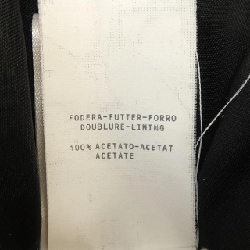 FODERA-FUTTER-FORRO
DOUBLURE-LINING
100% ACETATO-ACETAT
ACETATE